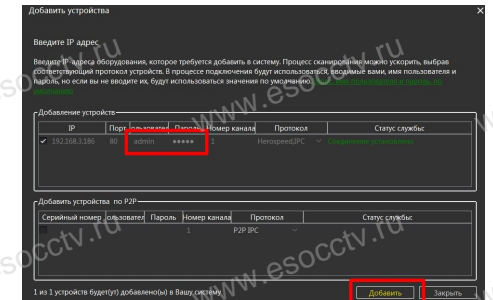 Добавить устройства
Введите IP адрес
Введите IP-адреса оборудования, которое требуется добавить в систему. Процесс сканирования можно ускорить, выбрав
соответствующий протокол устройств. В процессе подключения будут использоваться, вводимые вами, имя пользователя и
пароль, но если вы не вводите их, будут использоваться значения по умолчанию.
умолчанию
Добавление устройств
IP Порт ользовател Пароль Номер канала Протокол Статус службы:
192.168.3.186 80 admin ●●●●● 1 Herospeed,IPC Соединение установлено
Добавить устройства по P2P
Серийный номер ользовател Пароль Номер канала Протокол Статус службы:
1 P2P IPC
1 из 1 устройств будет(ут) добавлено(ы) в Вашу систему
Добавить Закрыть
www.esocctv.ru